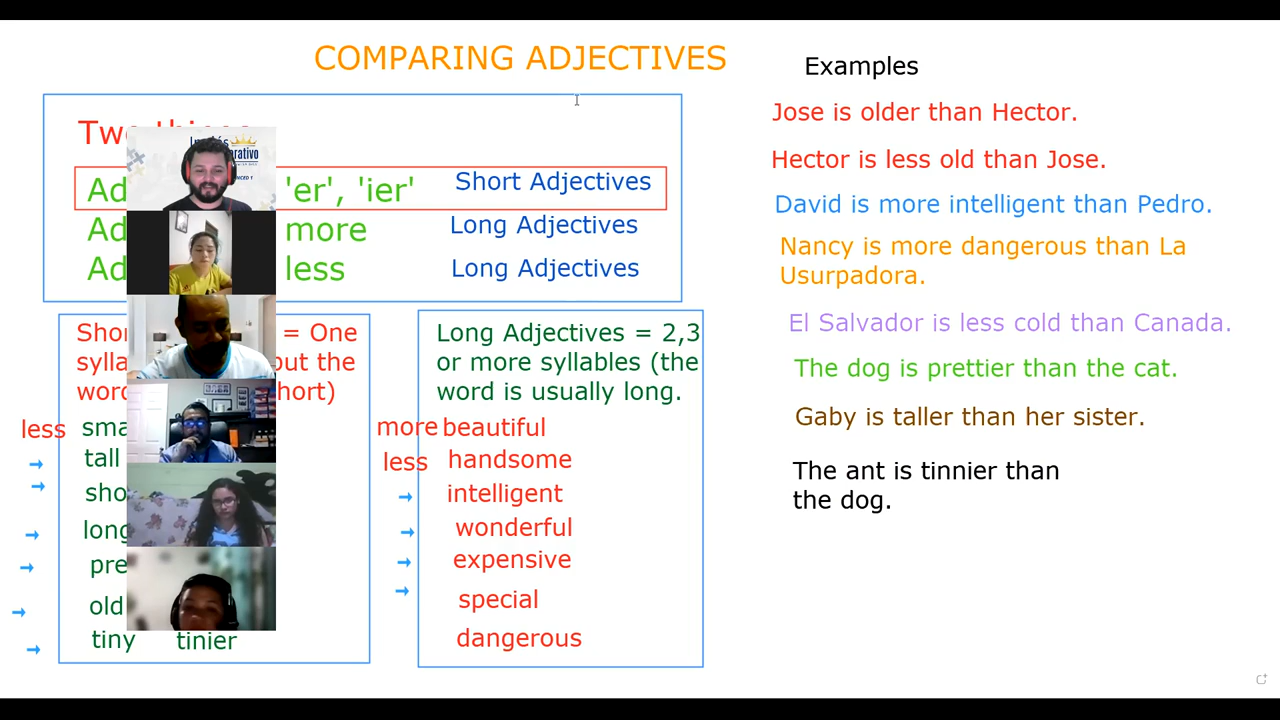 COMPARING ADJECTIVES
'er', 'ier' Short Adjectives
more Long Adjectives
less Long Adjectives
= One
but the
less
tall
old
tiny tinier
Long Adjectives = 2,3
or more syllables (the
word is usually long.
more beautiful
less handsome
intelligent
wonderful
expensive
special
dangerous
Examples
Jose is older than Hector.
Hector is less old than Jose.
David is more intelligent than Pedro.
Nancy is more dangerous than La
Usurpadora.
El Salvador is less cold than Canada.
The dog is prettier than the cat.
Gaby is taller than her sister.
The ant is tinnier than
the dog.